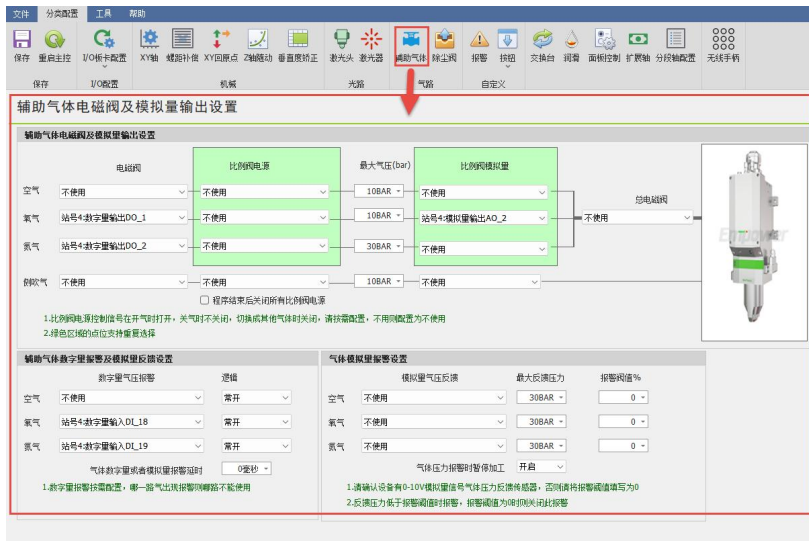 文件 分类配置 工具 帮助
保存 重启主控 I/O板卡配置 XY轴 螺距补偿 XY回原点 Z轴随动 垂直度矫正 激光头 激光器 辅助气体 除尘阀 报警 按钮 交换台 润滑 面板控制 扩展轴 分段轴配置 无线手柄
保存 I/O配置 机械 光路 气路 自定义
辅助气体电磁阀及模拟量输出设置
辅助气体电磁阀及模拟量输出设置
电磁阀 比例阀电源 最大气压(bar) 比例阀模拟量
空气 不使用 不使用 10BAR 不使用
总电磁阀
氧气 站号4:数字量输出DO_1 不使用 10BAR 站号4:模拟量输出AO_2 不使用
氮气 站号4:数字量输出DO_2 不使用 30BAR 不使用
Empower
侧吹气 不使用 不使用 10BAR 不使用
程序结束后关闭所有比例阀电源
1.比例阀电源控制信号在开气时打开，关气时不关闭，切换成其他气体时关闭，请按需配置，不用则配置为不使用
2.绿色区域的点位支持重复选择
辅助气体数字量报警及模拟量反馈设置
数字量气压报警 逻辑
空气 不使用 常开
氧气 站号4:数字量输入DI_18 常开
氮气 站号4:数字量输入DI_19 常开
气体数字量或者模拟量报警延时 0毫秒
1.数字量报警按需配置，哪一路气出现报警则哪路不能使用
气体模拟量报警设置
模拟量气压反馈 最大反馈压力 报警阈值%
空气 不使用 30BAR 0
氧气 不使用 30BAR 0
氮气 不使用 30BAR 0
气体压力报警时暂停加工 开启
1.请确认设备有0-10V模拟量信号气体压力反馈传感器，否则请将报警阈值填写为0
2.反馈压力低于报警阈值时报警，报警阈值为0时则关闭此报警